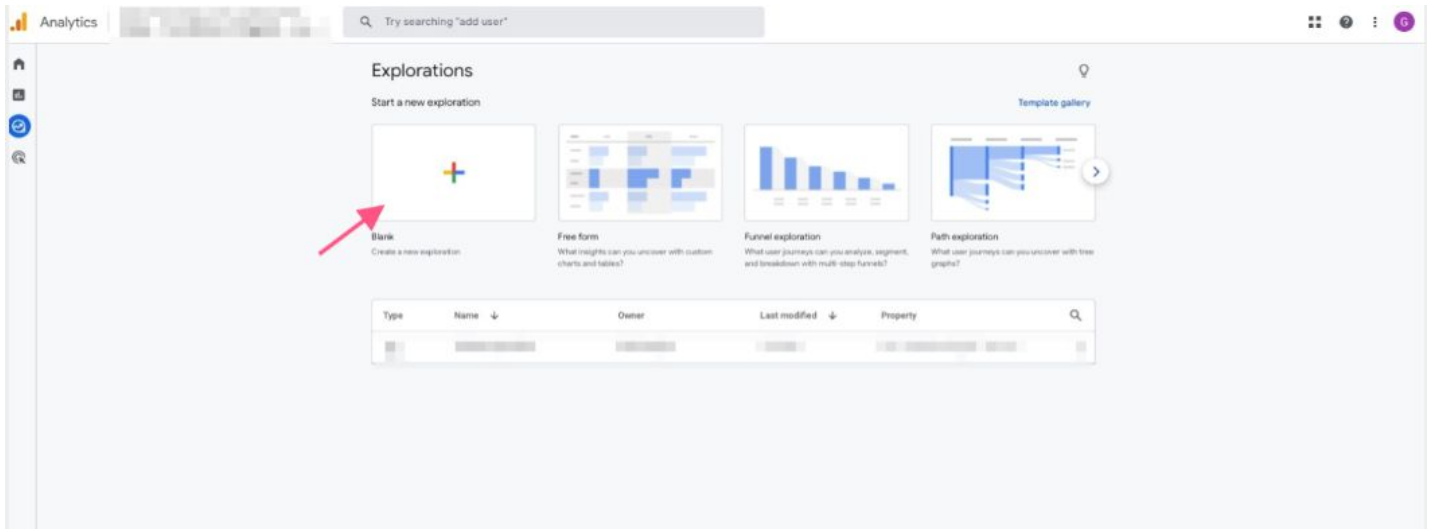 Analytics
Try searching "add user"
G
Explorations
Start a new exploration
Template gallery
Blank
Create a new exploration
Free form
What insights can you uncover with custom
charts and tables?
Funnel exploration
What user journeys can you analyze, segment,
and breakdown with multi-step funnels?
Path exploration
What user journeys can you uncover with tree
graphs?
Type Name Owner Last modified Property